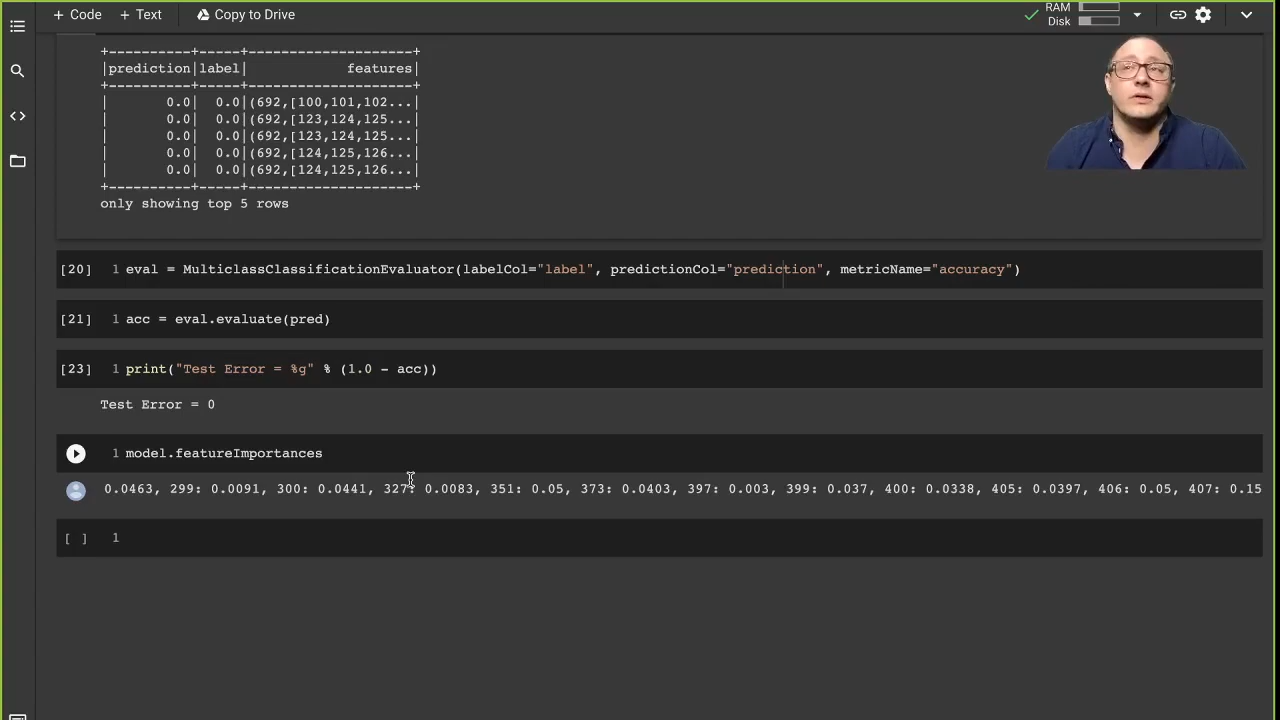 + Code + Text Copy to Drive RAM Disk
+----------+-----+--------------------+
|prediction|label|            features|
+----------+-----+--------------------+
|       0.0|  0.0|(692,[100,101,102...|
|       0.0|  0.0|(692,[123,124,125...|
|       0.0|  0.0|(692,[123,124,125...|
|       0.0|  0.0|(692,[124,125,126...|
|       0.0|  0.0|(692,[124,125,126...|
+----------+-----+--------------------+
only showing top 5 rows
[20] 1 eval = MulticlassClassificationEvaluator(labelCol="label", predictionCol="prediction", metricName="accuracy")
[21] 1 acc = eval.evaluate(pred)
[23] 1 print("Test Error = %g" % (1.0 - acc))
Test Error = 0
1 model.featureImportances
0.0463, 299: 0.0091, 300: 0.0441, 327: 0.0083, 351: 0.05, 373: 0.0403, 397: 0.003, 399: 0.037, 400: 0.0338, 405: 0.0397, 406: 0.05, 407: 0.15
[ ] 1